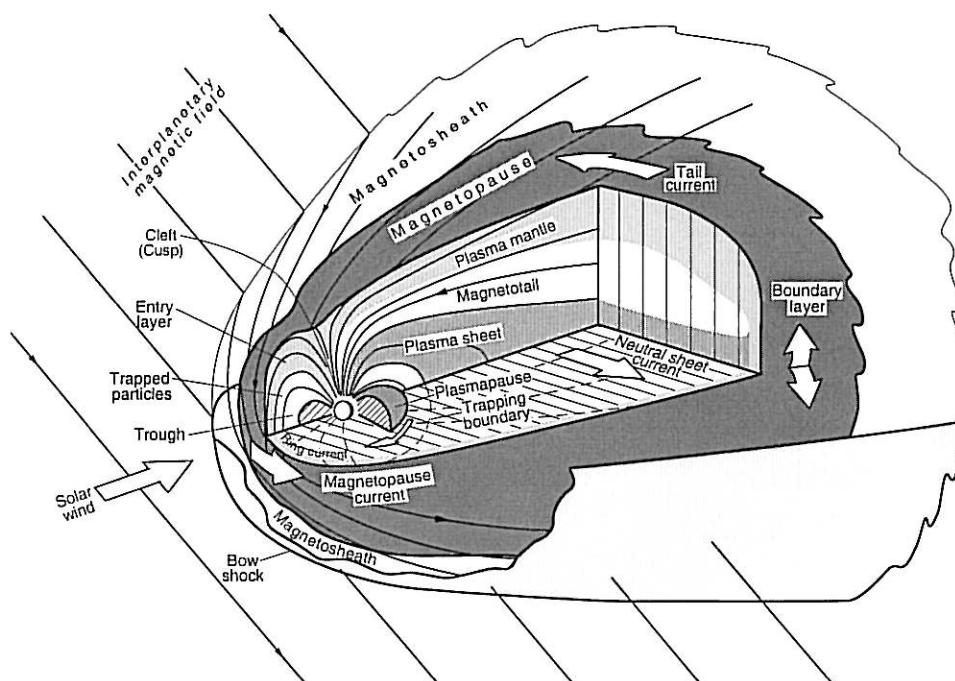 Interplanetary
magnetic field
Magnetosheath
Magnetopause
Tail
current
Cleft
(Cusp)
Plasma mantle
Magnetotail
Entry
layer
Boundary
layer
Plasma sheet
Neutral sheet
current
Trapped
particles
Plasmapause
Trapping
boundary
Trough
Ring current
Magnetopause
current
Solar
wind
Magnetosheath
Bow
shock